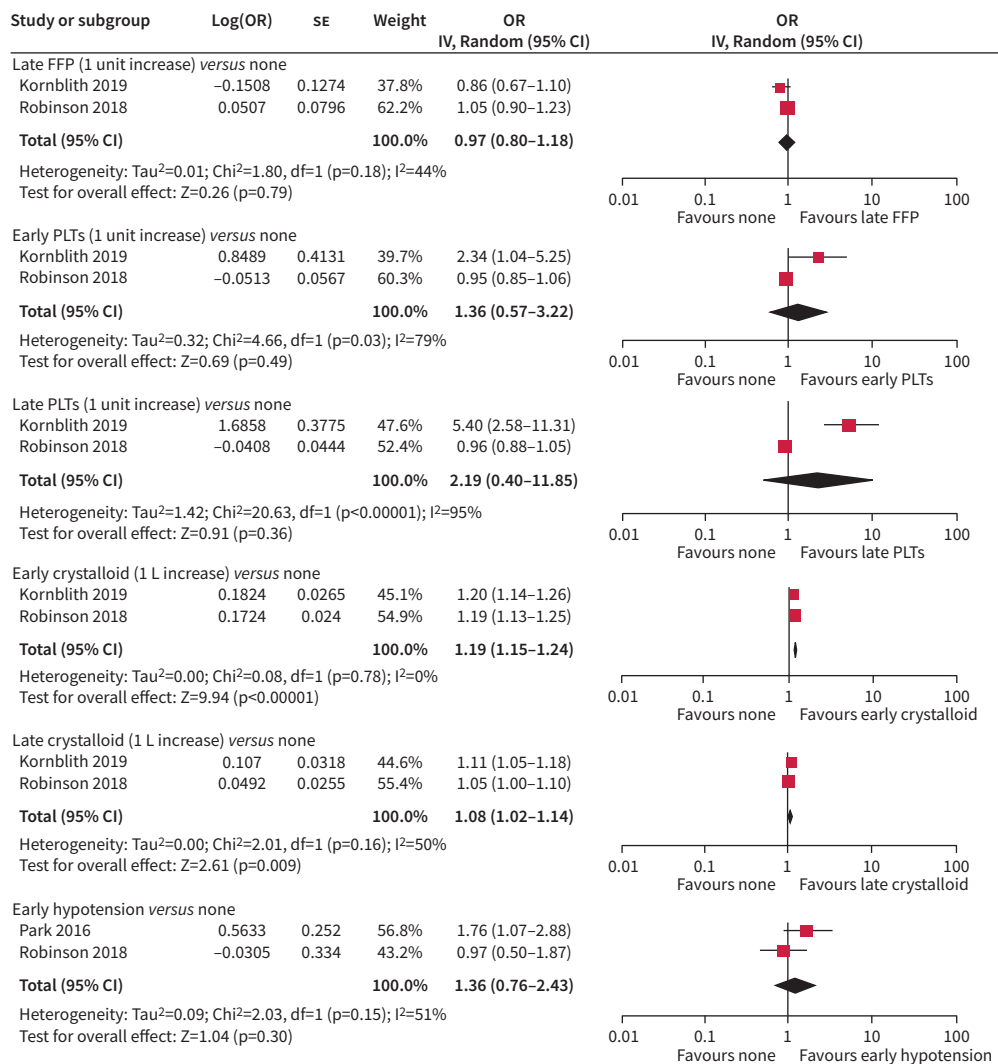 Study or subgroup Log(OR) SE Weight OR OR
IV, Random (95% CI) IV, Random (95% CI)
Late FFP (1 unit increase) versus none
Kornblith 2019 –0.1508 0.1274 37.8% 0.86 (0.67–1.10)
Robinson 2018 0.0507 0.0796 62.2% 1.05 (0.90–1.23)
Total (95% CI) 100.0% 0.97 (0.80–1.18)
Heterogeneity: Tau²=0.01; Chi²=1.80, df=1 (p=0.18); I²=44%
Test for overall effect: Z=0.26 (p=0.79)
0.01 0.1 1 10 100
Favours none Favours late FFP
Early PLTs (1 unit increase) versus none
Kornblith 2019 0.8489 0.4131 39.7% 2.34 (1.04–5.25)
Robinson 2018 –0.0513 0.0567 60.3% 0.95 (0.85–1.06)
Total (95% CI) 100.0% 1.36 (0.57–3.22)
Heterogeneity: Tau²=0.32; Chi²=4.66, df=1 (p=0.03); I²=79%
Test for overall effect: Z=0.69 (p=0.49)
0.01 0.1 1 10 100
Favours none Favours early PLTs
Late PLTs (1 unit increase) versus none
Kornblith 2019 1.6858 0.3775 47.6% 5.40 (2.58–11.31)
Robinson 2018 –0.0408 0.0444 52.4% 0.96 (0.88–1.05)
Total (95% CI) 100.0% 2.19 (0.40–11.85)
Heterogeneity: Tau²=1.42; Chi²=20.63, df=1 (p<0.00001); I²=95%
Test for overall effect: Z=0.91 (p=0.36)
0.01 0.1 1 10 100
Favours none Favours late PLTs
Early crystalloid (1 L increase) versus none
Kornblith 2019 0.1824 0.0265 45.1% 1.20 (1.14–1.26)
Robinson 2018 0.1724 0.024 54.9% 1.19 (1.13–1.25)
Total (95% CI) 100.0% 1.19 (1.15–1.24)
Heterogeneity: Tau²=0.00; Chi²=0.08, df=1 (p=0.78); I²=0%
Test for overall effect: Z=9.94 (p<0.00001)
0.01 0.1 1 10 100
Favours none Favours early crystalloid
Late crystalloid (1 L increase) versus none
Kornblith 2019 0.107 0.0318 44.6% 1.11 (1.05–1.18)
Robinson 2018 0.0492 0.0255 55.4% 1.05 (1.00–1.10)
Total (95% CI) 100.0% 1.08 (1.02–1.14)
Heterogeneity: Tau²=0.00; Chi²=2.01, df=1 (p=0.16); I²=50%
Test for overall effect: Z=2.61 (p=0.009)
0.01 0.1 1 10 100
Favours none Favours late crystalloid
Early hypotension versus none
Park 2016 0.5633 0.252 56.8% 1.76 (1.07–2.88)
Robinson 2018 –0.0305 0.334 43.2% 0.97 (0.50–1.87)
Total (95% CI) 100.0% 1.36 (0.76–2.43)
Heterogeneity: Tau²=0.09; Chi²=2.03, df=1 (p=0.15); I²=51%
Test for overall effect: Z=1.04 (p=0.30)
0.01 0.1 1 10 100
Favours none Favours early hypotension